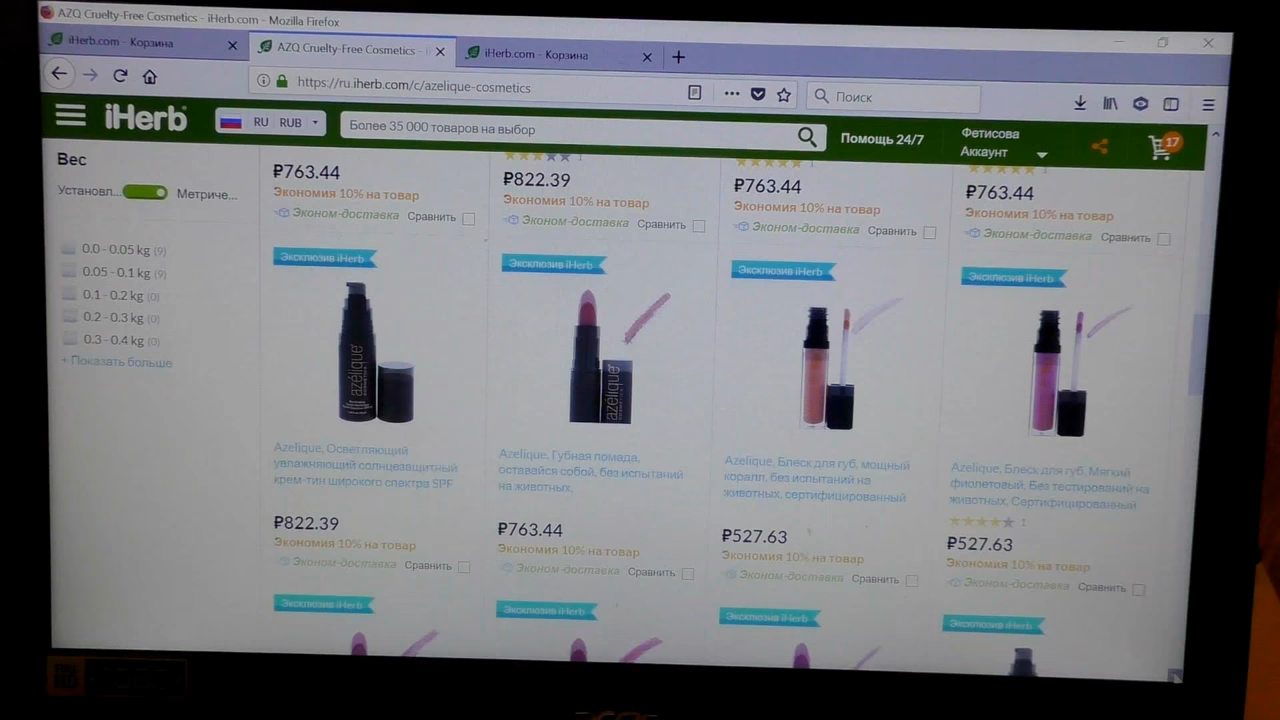 AZQ Cruelty-Free Cosmetics - iHerb.com - Mozilla Firefox
iHerb.com - Корзина
AZQ Cruelty-Free Cosmetics - i
iHerb.com - Корзина
https://ru.iherb.com/c/azelique-cosmetics
Поиск
iHerb
RU RUB
Более 35 000 товаров на выбор
Помощь 24/7
Фетисова
Аккаунт
17
Вес
Установл...
Метриче...
0.0 - 0.05 kg (9)
0.05 - 0.1 kg (9)
0.1 - 0.2 kg (0)
0.2 - 0.3 kg (0)
0.3 - 0.4 kg (0)
+ Показать больше
1
1
1
₽763.44
₽822.39
₽763.44
₽763.44
Экономия 10% на товар
Экономия 10% на товар
Экономия 10% на товар
Экономия 10% на товар
Эконом-доставка Сравнить
Эконом-доставка Сравнить
Эконом-доставка Сравнить
Эконом-доставка Сравнить
Эксклюзив iHerb
Эксклюзив iHerb
Эксклюзив iHerb
Эксклюзив iHerb
azélique
azélique
Azelique, Осветляющий
увлажняющий солнцезащитный
крем-тин широкого спектра SPF
Azelique, Губная помада,
оставайся собой, без испытаний
на животных,
Azelique, Блеск для губ, мощный
коралл, без испытаний на
животных, сертифицированный
Azelique, Блеск для губ, Мягкий
фиолетовый, Без тестирований на
животных, Сертифицированный
1
₽822.39
₽763.44
₽527.63
₽527.63
Экономия 10% на товар
Экономия 10% на товар
Экономия 10% на товар
Экономия 10% на товар
Эконом-доставка Сравнить
Эконом-доставка Сравнить
Эконом-доставка Сравнить
Эконом-доставка Сравнить
Эксклюзив iHerb
Эксклюзив iHerb
Эксклюзив iHerb
Эксклюзив iHerb